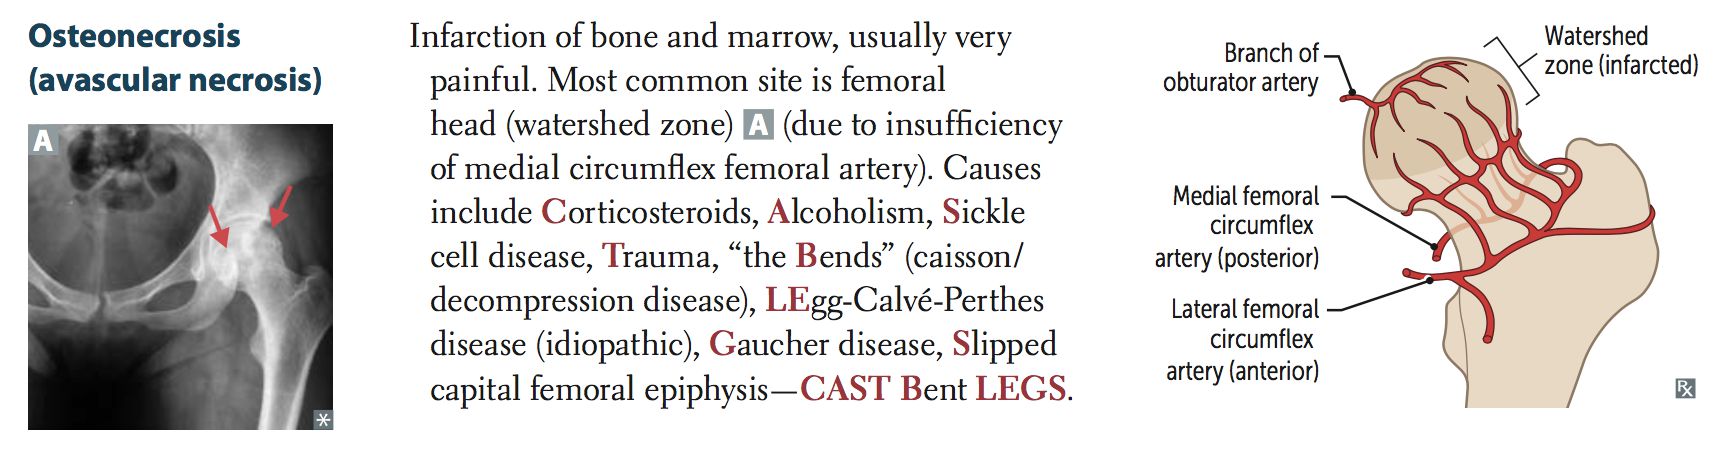 Osteonecrosis
(avascular necrosis)
A
*
Infarction of bone and marrow, usually very
painful. Most common site is femoral
head (watershed zone) A (due to insufficiency
of medial circumflex femoral artery). Causes
include Corticosteroids, Alcoholism, Sickle
cell disease, Trauma, “the Bends” (caisson/
decompression disease), LEgg-Calvé-Perthes
disease (idiopathic), Gaucher disease, Slipped
capital femoral epiphysis—CAST Bent LEGS.
Branch of
obturator artery
Watershed
zone (infarcted)
Medial femoral
circumflex
artery (posterior)
Lateral femoral
circumflex
artery (anterior)
Rx